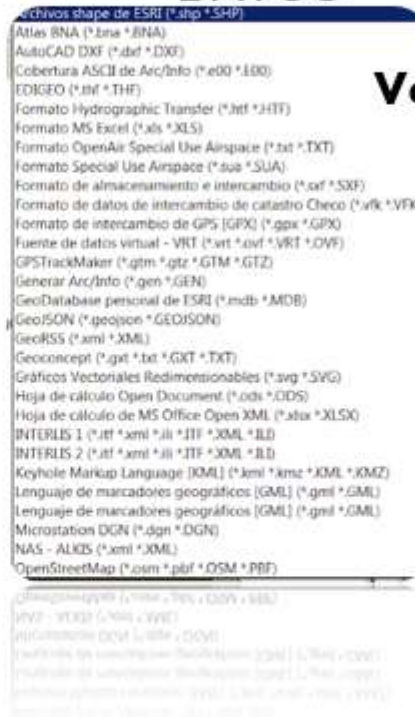 Archivos shape de ESRI (*.shp *.SHP)
Atlas BNA (*.bna *.BNA)
AutoCAD DXF (*.dxf *.DXF)
Cobertura ASCII de Arc/Info (*.e00 *.E00)
EDIGEO (*.thf *.THF)
Formato Hydrographic Transfer (*.htf *.HTF)
Formato MS Excel (*.xls *.XLS)
Formato OpenAir Special Use Airspace (*.txt *.TXT)
Formato Special Use Airspace (*.sua *.SUA)
Formato de almacenamiento e intercambio (*.sxf *.SXF)
Formato de datos de intercambio de catastro Checo (*.vfk *.VFK
Formato de intercambio de GPS [GPX] (*.gpx *.GPX)
Fuente de datos virtual - VRT (*.vrt *.ovf *.VRT *.OVF)
GPSTrackMaker (*.gtm *.gtz *.GTM *.GTZ)
Generar Arc/Info (*.gen *.GEN)
GeoDatabase personal de ESRI (*.mdb *.MDB)
GeoJSON (*.geojson *.GEOJSON)
GeoRSS (*.xml *.XML)
Geoconcept (*.gxt *.txt *.GXT *.TXT)
Gráficos Vectoriales Redimensionables (*.svg *.SVG)
Hoja de cálculo Open Document (*.ods *.ODS)
Hoja de cálculo de MS Office Open XML (*.xlsx *.XLSX)
INTERLIS 1 (*.itf *.xml *.ili *.ITF *.XML *.ILI)
INTERLIS 2 (*.itf *.xml *.ili *.ITF *.XML *.ILI)
Keyhole Markup Language [KML] (*.kml *.kmz *.KML *.KMZ)
Lenguaje de marcadores geográficos [GML] (*.gml *.GML)
Lenguaje de marcadores geográficos [GML] (*.gml *.GML)
Microstation DGN (*.dgn *.DGN)
NAS - ALKIS (*.xml *.XML)
OpenStreetMap (*.osm *.pbf *.OSM *.PBF)